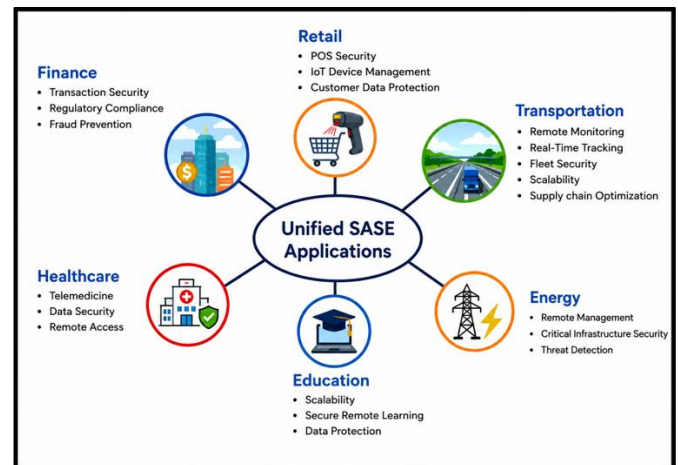 Retail
• POS Security
• IoT Device Management
• Customer Data Protection
Finance
• Transaction Security
• Regulatory Compliance
• Fraud Prevention
Transportation
• Remote Monitoring
• Real-Time Tracking
• Fleet Security
• Scalability
• Supply chain Optimization
Unified SASE
Applications
Healthcare
• Telemedicine
• Data Security
• Remote Access
Energy
• Remote Management
• Critical Infrastructure Security
• Threat Detection
Education
• Scalability
• Secure Remote Learning
• Data Protection
$